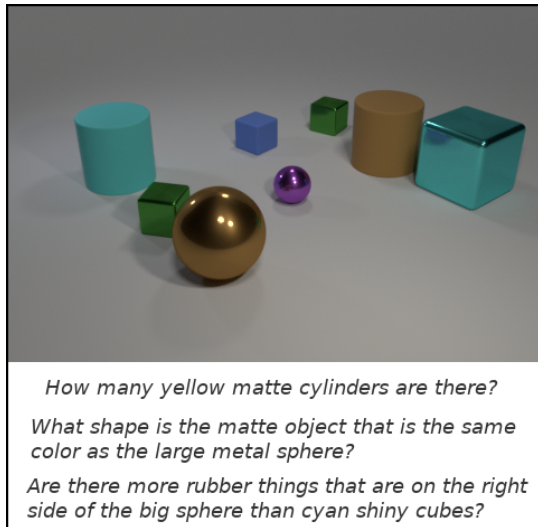 How many yellow matte cylinders are there?
What shape is the matte object that is the same
color as the large metal sphere?
Are there more rubber things that are on the right
side of the big sphere than cyan shiny cubes?